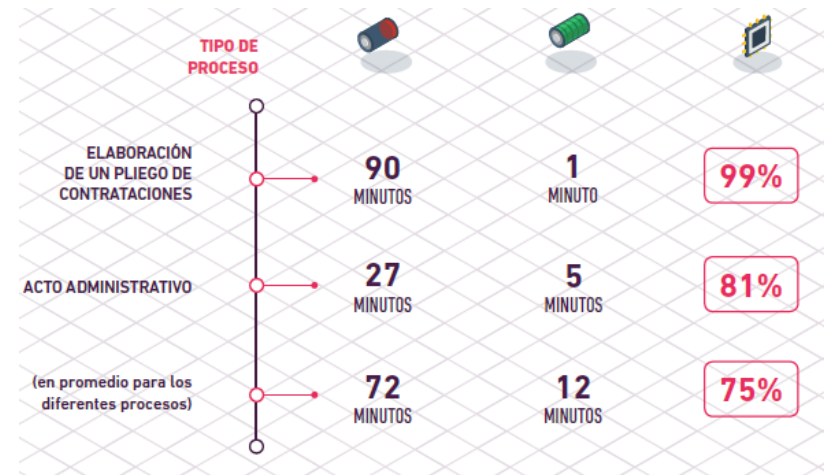 TIPO DE
PROCESO
ELABORACIÓN
DE UN PLIEGO DE
CONTRATACIONES
90
MINUTOS
1
MINUTO
99%
ACTO ADMINISTRATIVO
27
MINUTOS
5
MINUTOS
81%
(en promedio para los
diferentes procesos)
72
MINUTOS
12
MINUTOS
75%